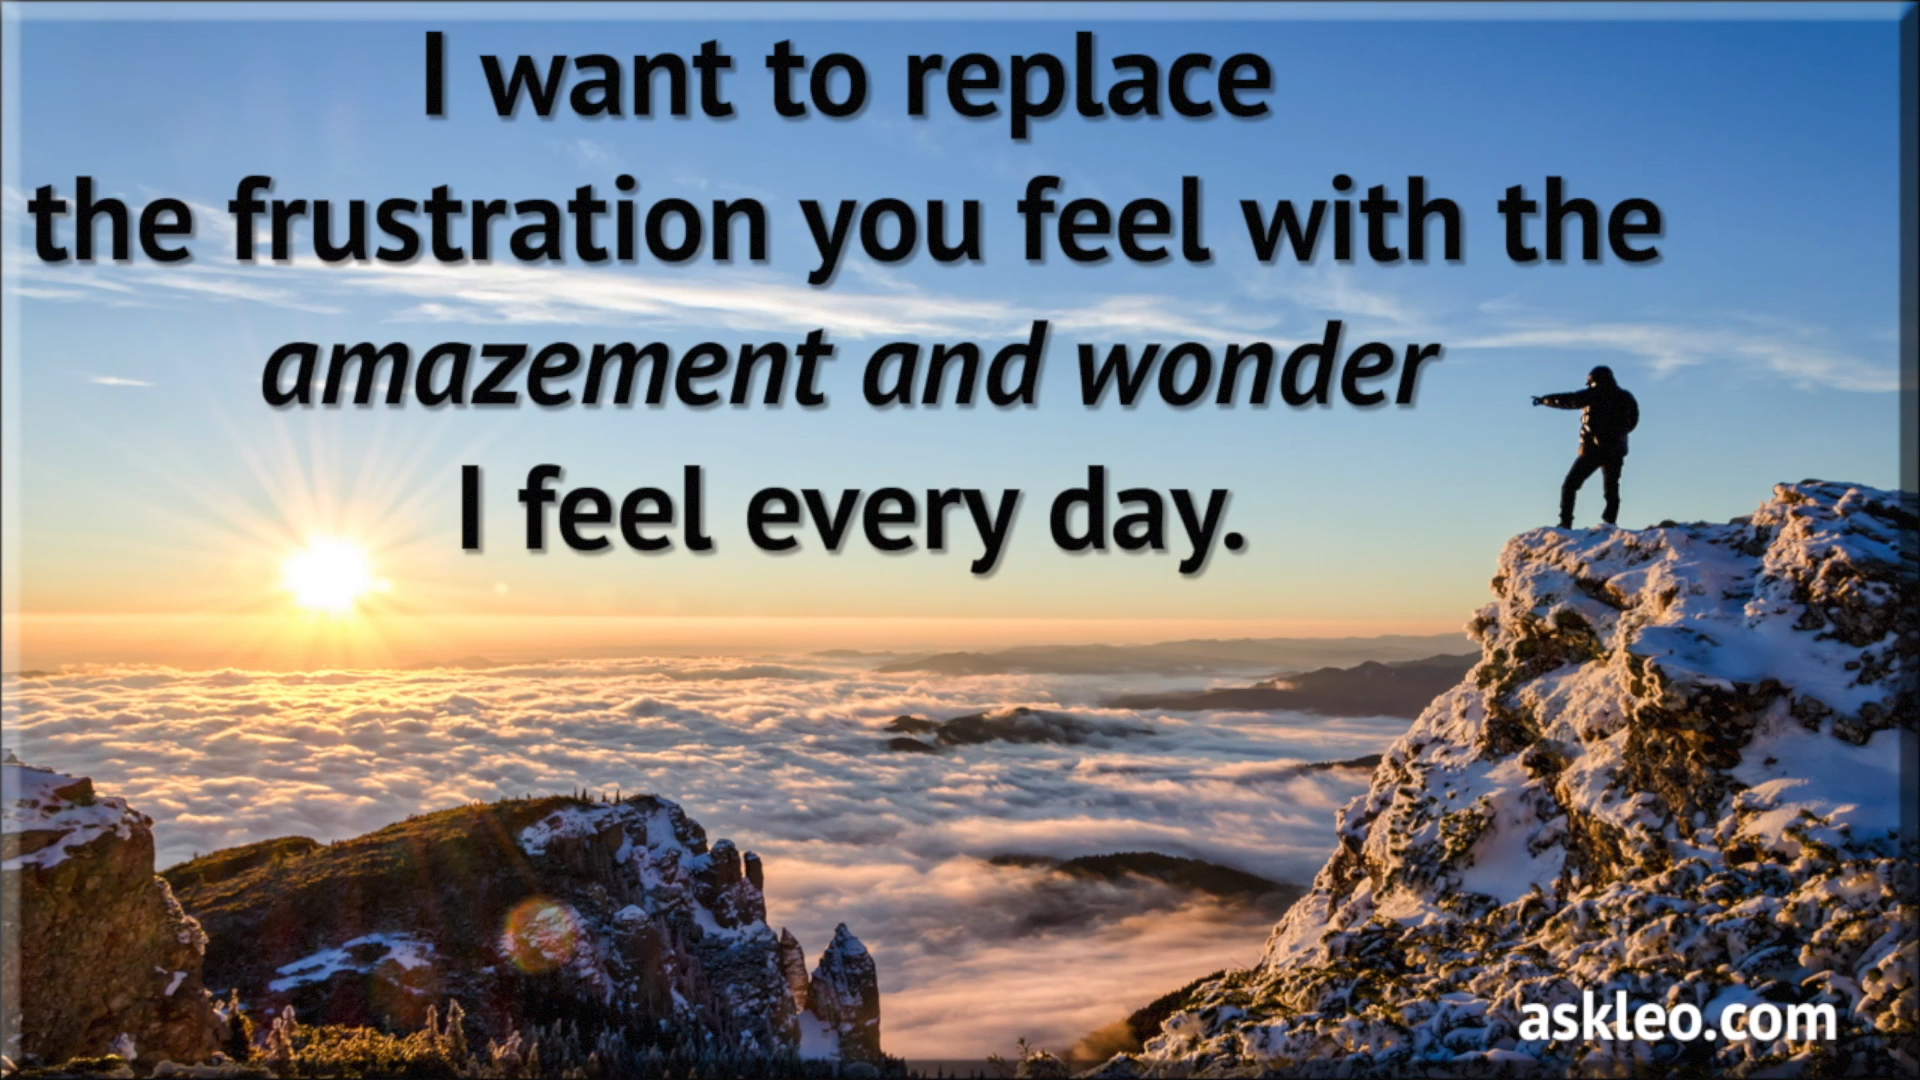 I want to replace
the frustration you feel with the
amazement and wonder
I feel every day.
askleo.com